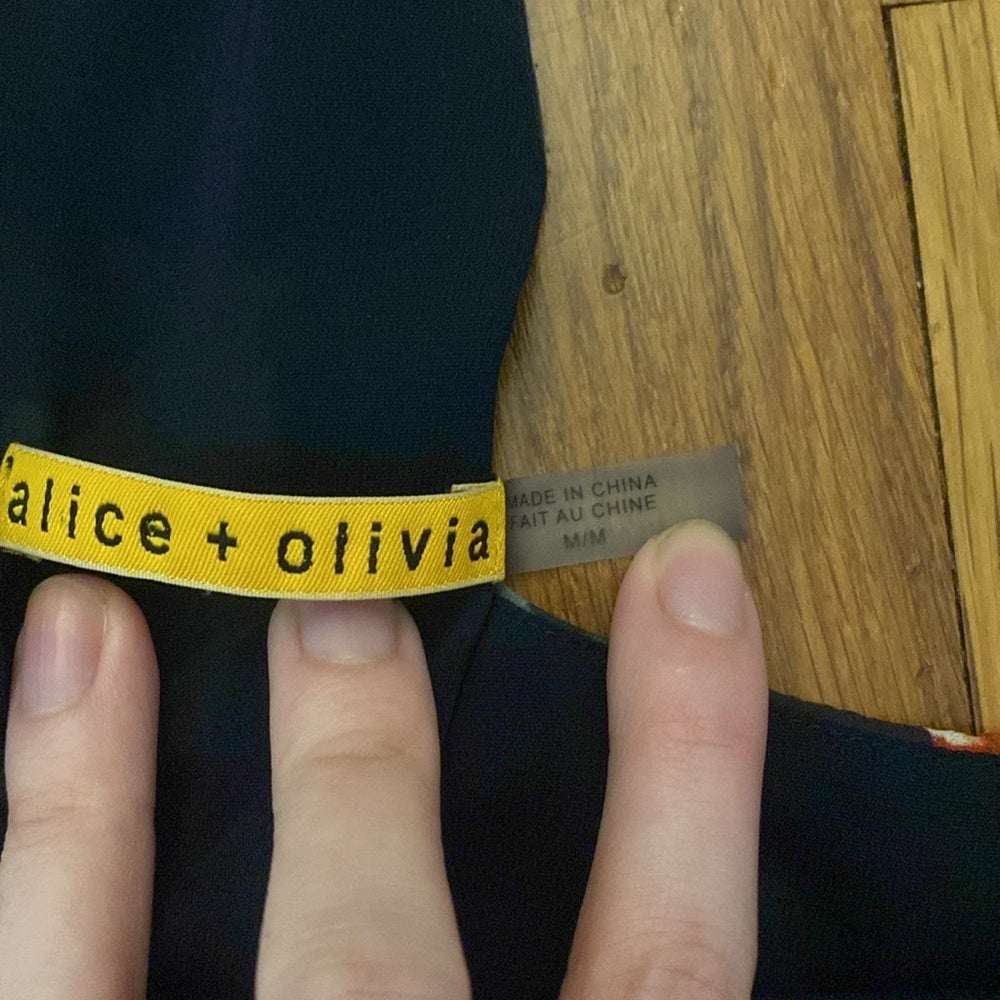 alice + olivia
MADE IN CHINA
FAIT AU CHINE
M/M